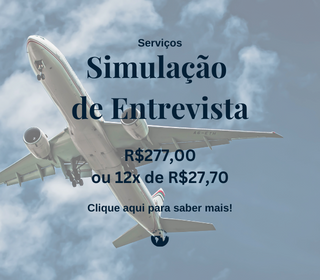 Serviços
Simulação
de Entrevista
R$277,00
ou 12x de R$27,70
Clique aqui para saber mais!